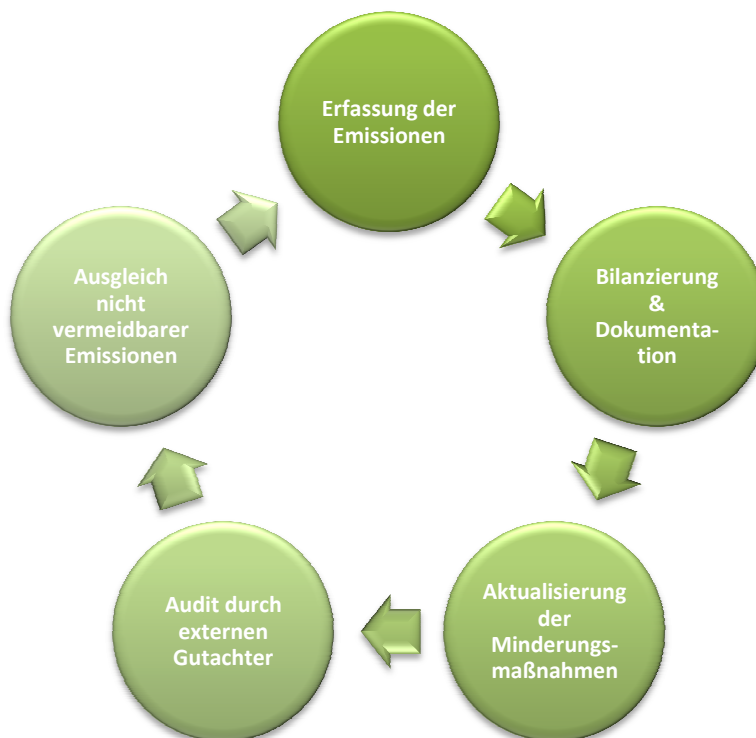 Erfassung der
Emissionen
Bilanzierung
&
Dokumenta-
tion
Aktualisierung
der
Minderungs-
maßnahmen
Audit durch
externen
Gutachter
Ausgleich
nicht
vermeidbarer
Emissionen